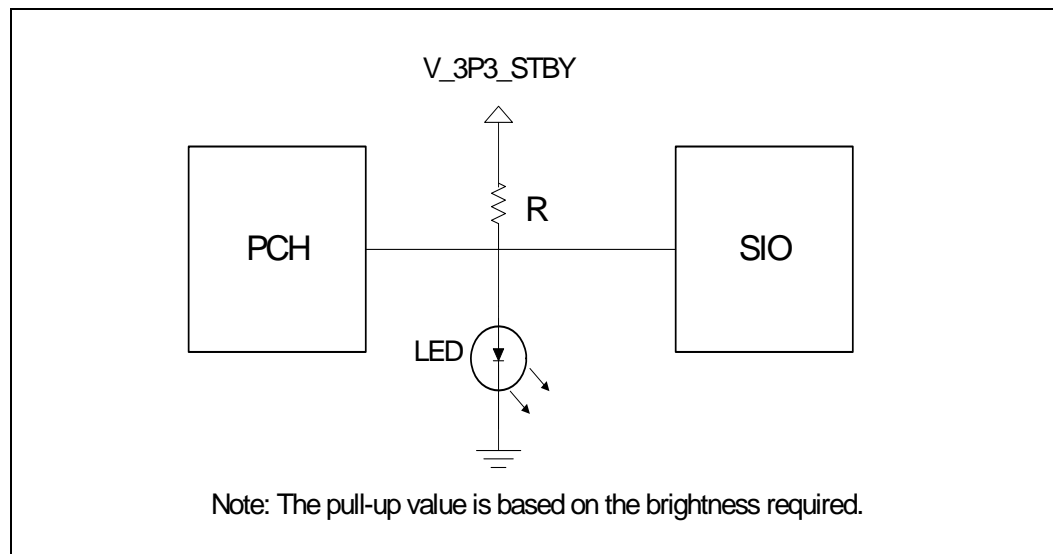 V_3P3_STBY
R
PCH
SIO
LED
Note: The pull-up value is based on the brightness required.